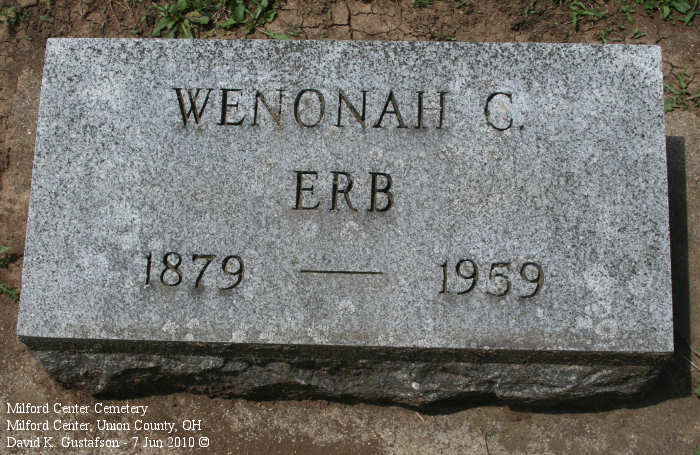 WENONAH C.
ERB
1879 — 1959
Milford Center Cemetery
Milford Center, Union County, OH
David K. Gustafson - 7 Jun 2010 ©